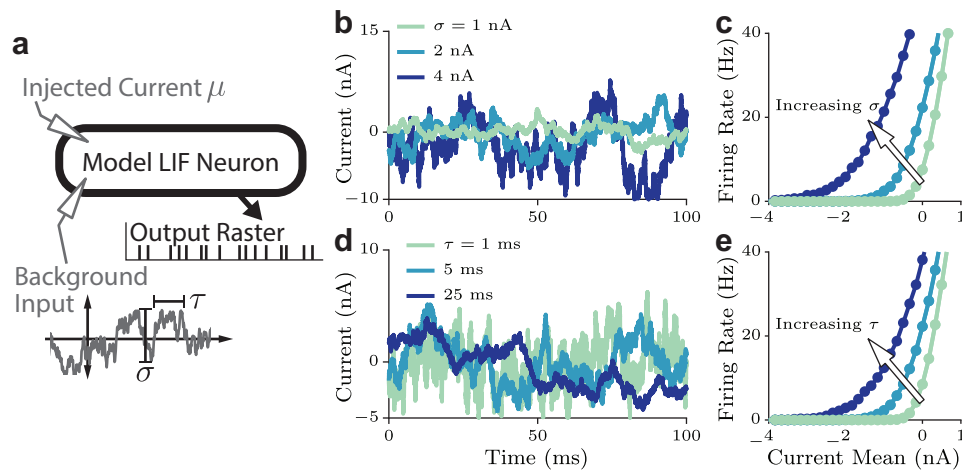 a
Injected Current μ
Model LIF Neuron
Output Raster
Background
Input
τ
σ
b
15
σ = 1 nA
2 nA
4 nA
Current (nA)
0
−10
0
50
100
c
40
Firing Rate (Hz)
Increasing σ
20
0
−4
−2
0
1
d
10
τ = 1 ms
5 ms
25 ms
Current (nA)
0
−5
0
50
100
Time (ms)
e
40
Firing Rate (Hz)
Increasing τ
20
0
−4
−2
0
1
Current Mean (nA)